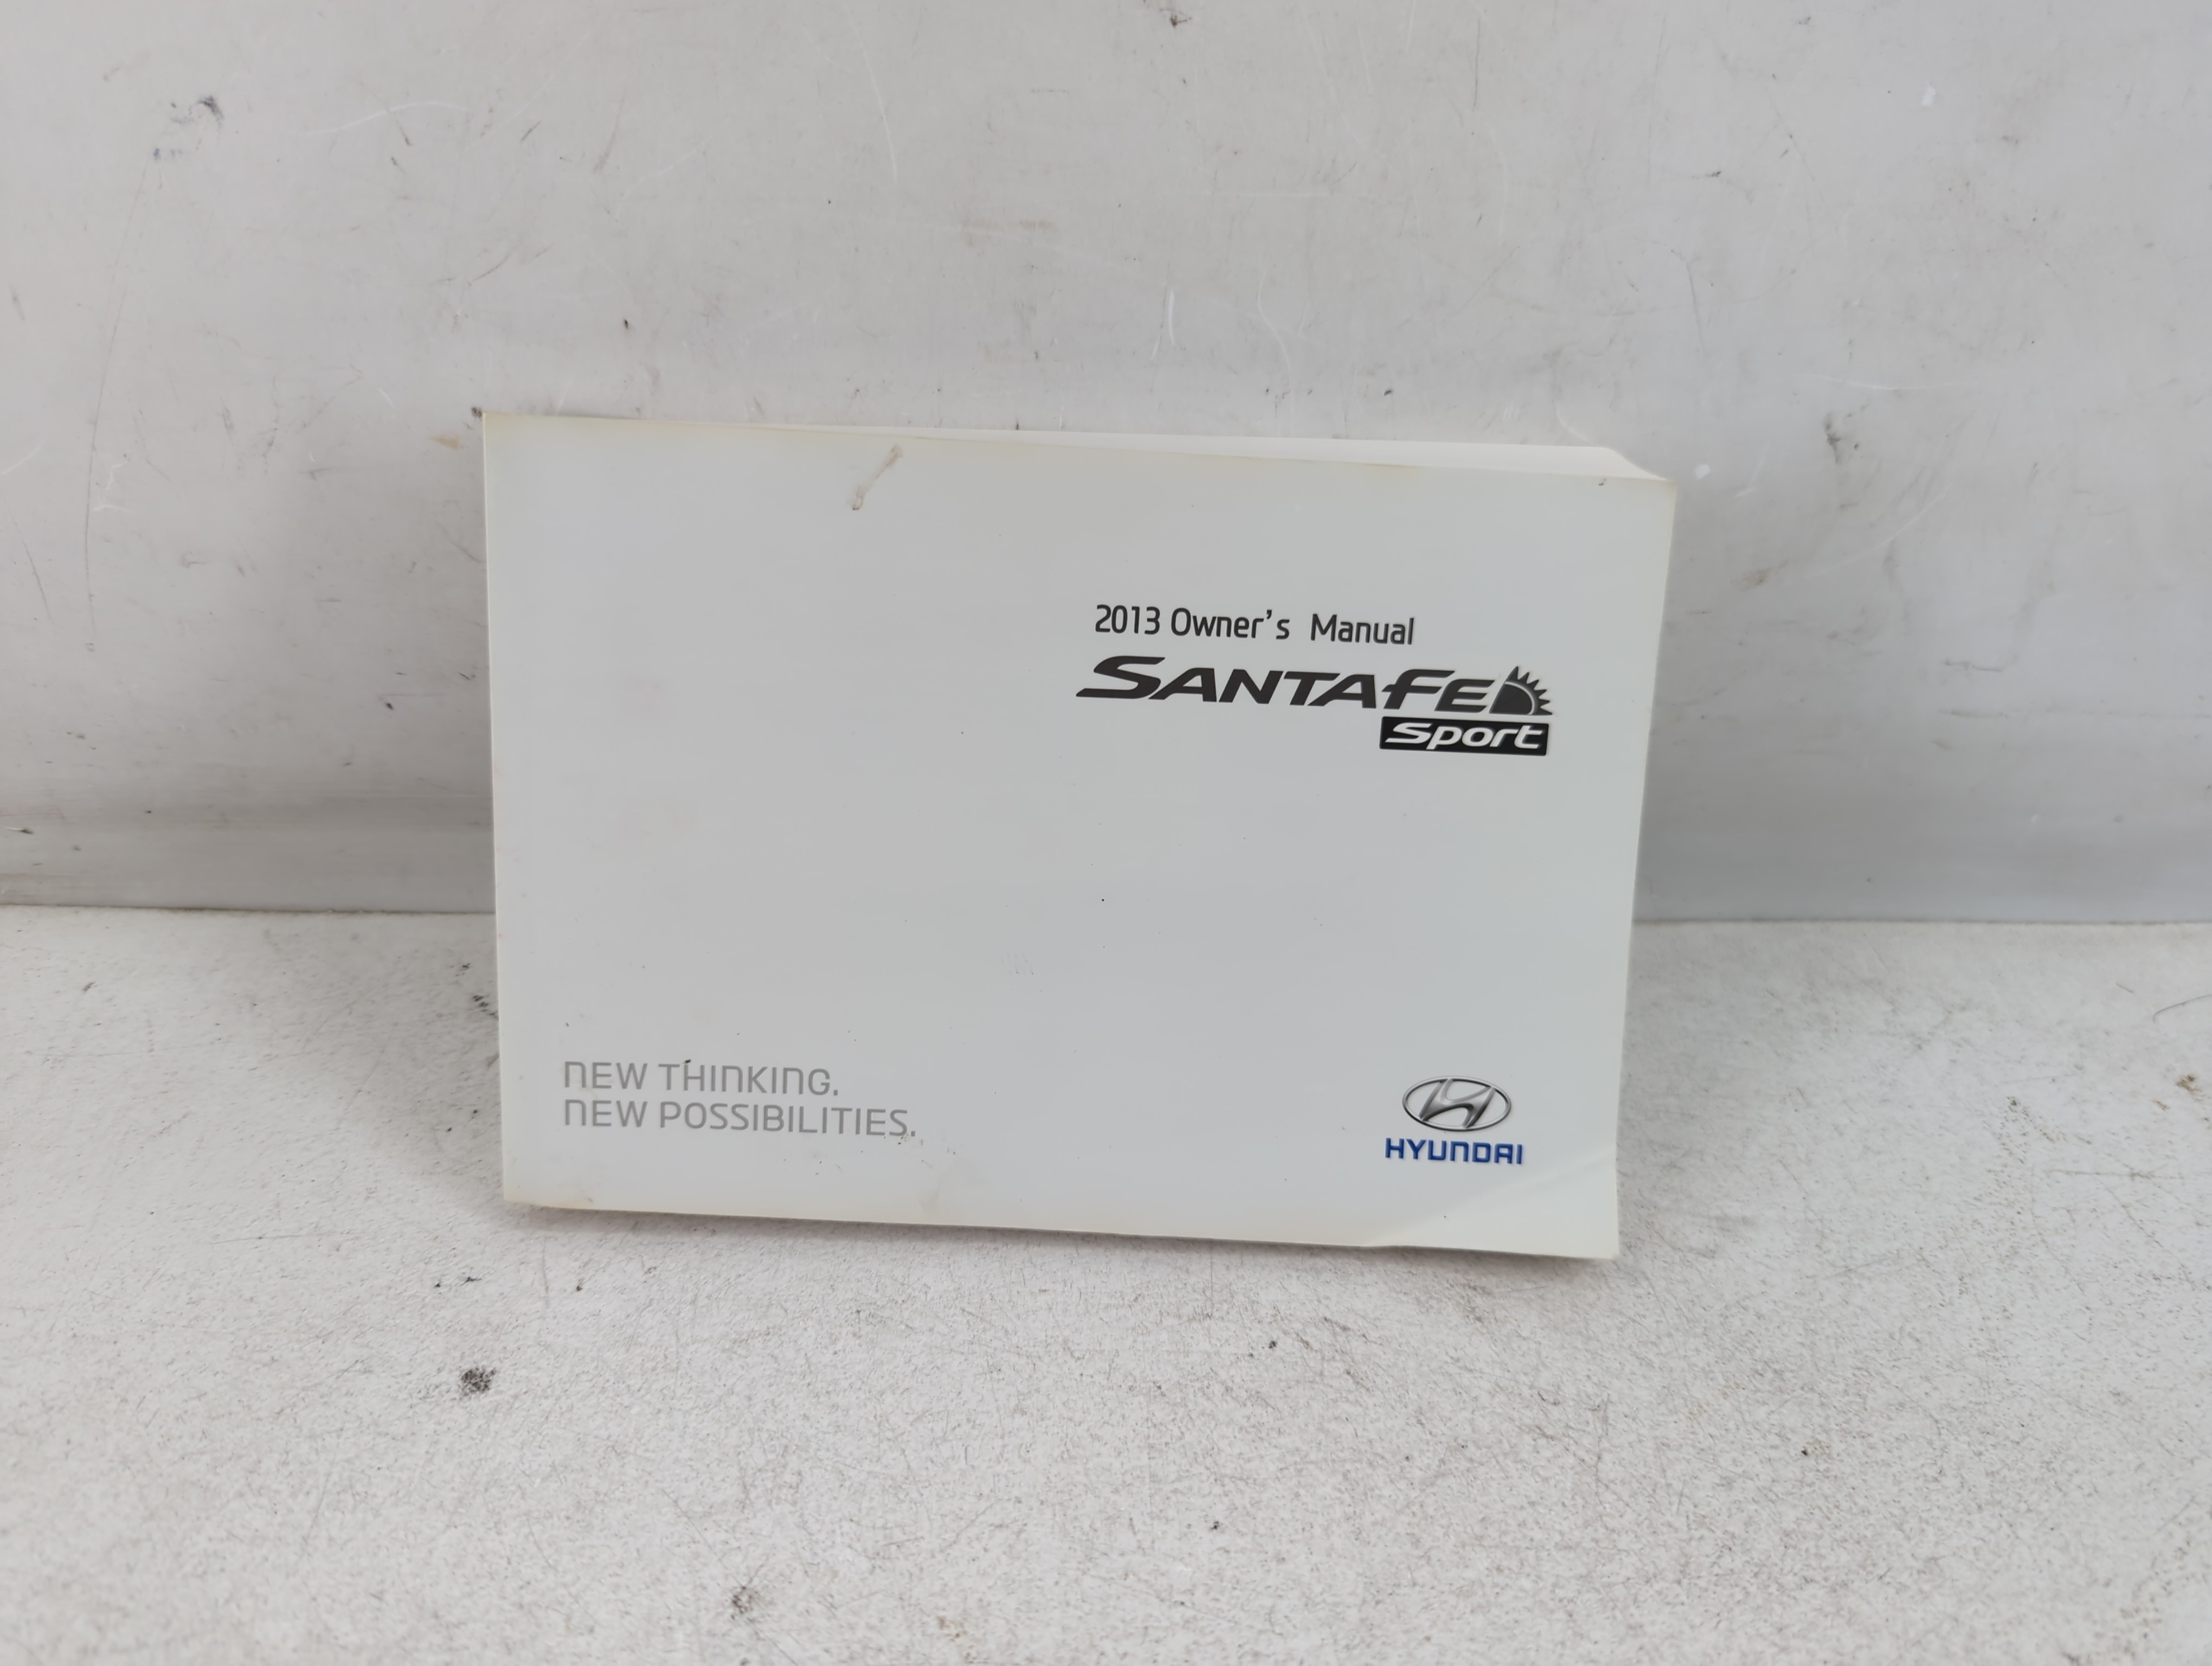 2013 Owner's Manual
SANTAFE
Sport
NEW THINKING.
NEW POSSIBILITIES.
HYUNDAI